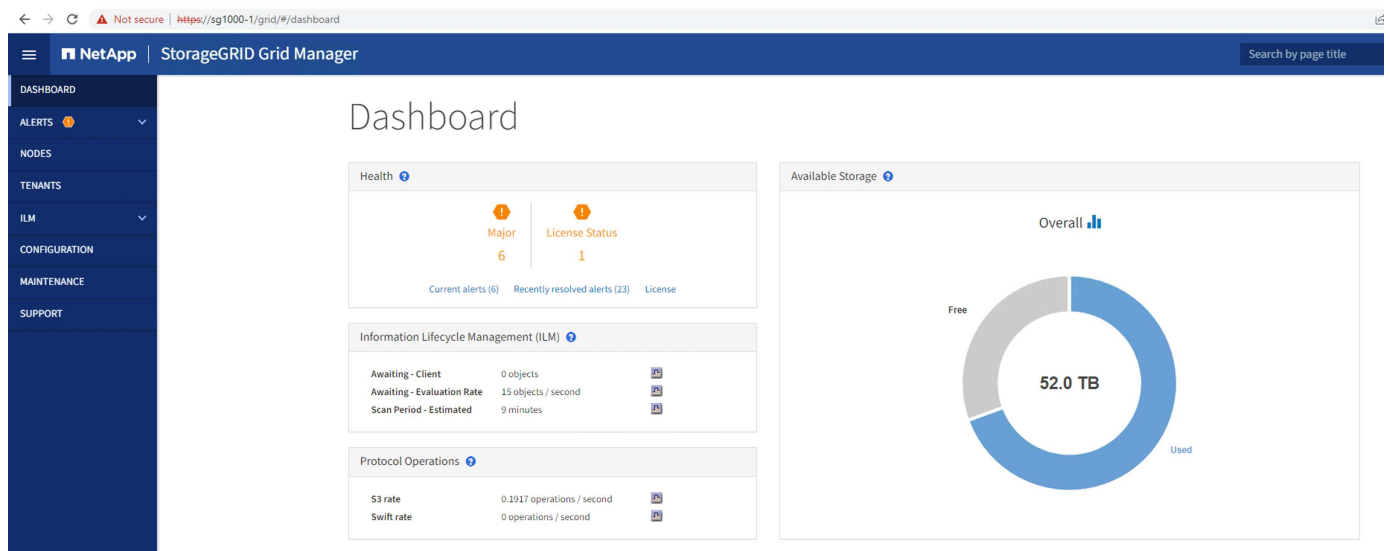 Not secure | https://sg1000-1/grid/#/dashboard
NetApp | StorageGRID Grid Manager
Search by page title
DASHBOARD
ALERTS
NODES
TENANTS
ILM
CONFIGURATION
MAINTENANCE
SUPPORT
Dashboard
Health
Major
6
License Status
1
Current alerts (6) Recently resolved alerts (23) License
Information Lifecycle Management (ILM)
Awaiting - Client 0 objects
Awaiting - Evaluation Rate 15 objects / second
Scan Period - Estimated 9 minutes
Protocol Operations
S3 rate 0.1917 operations / second
Swift rate 0 operations / second
Available Storage
Overall
Free
52.0 TB
Used